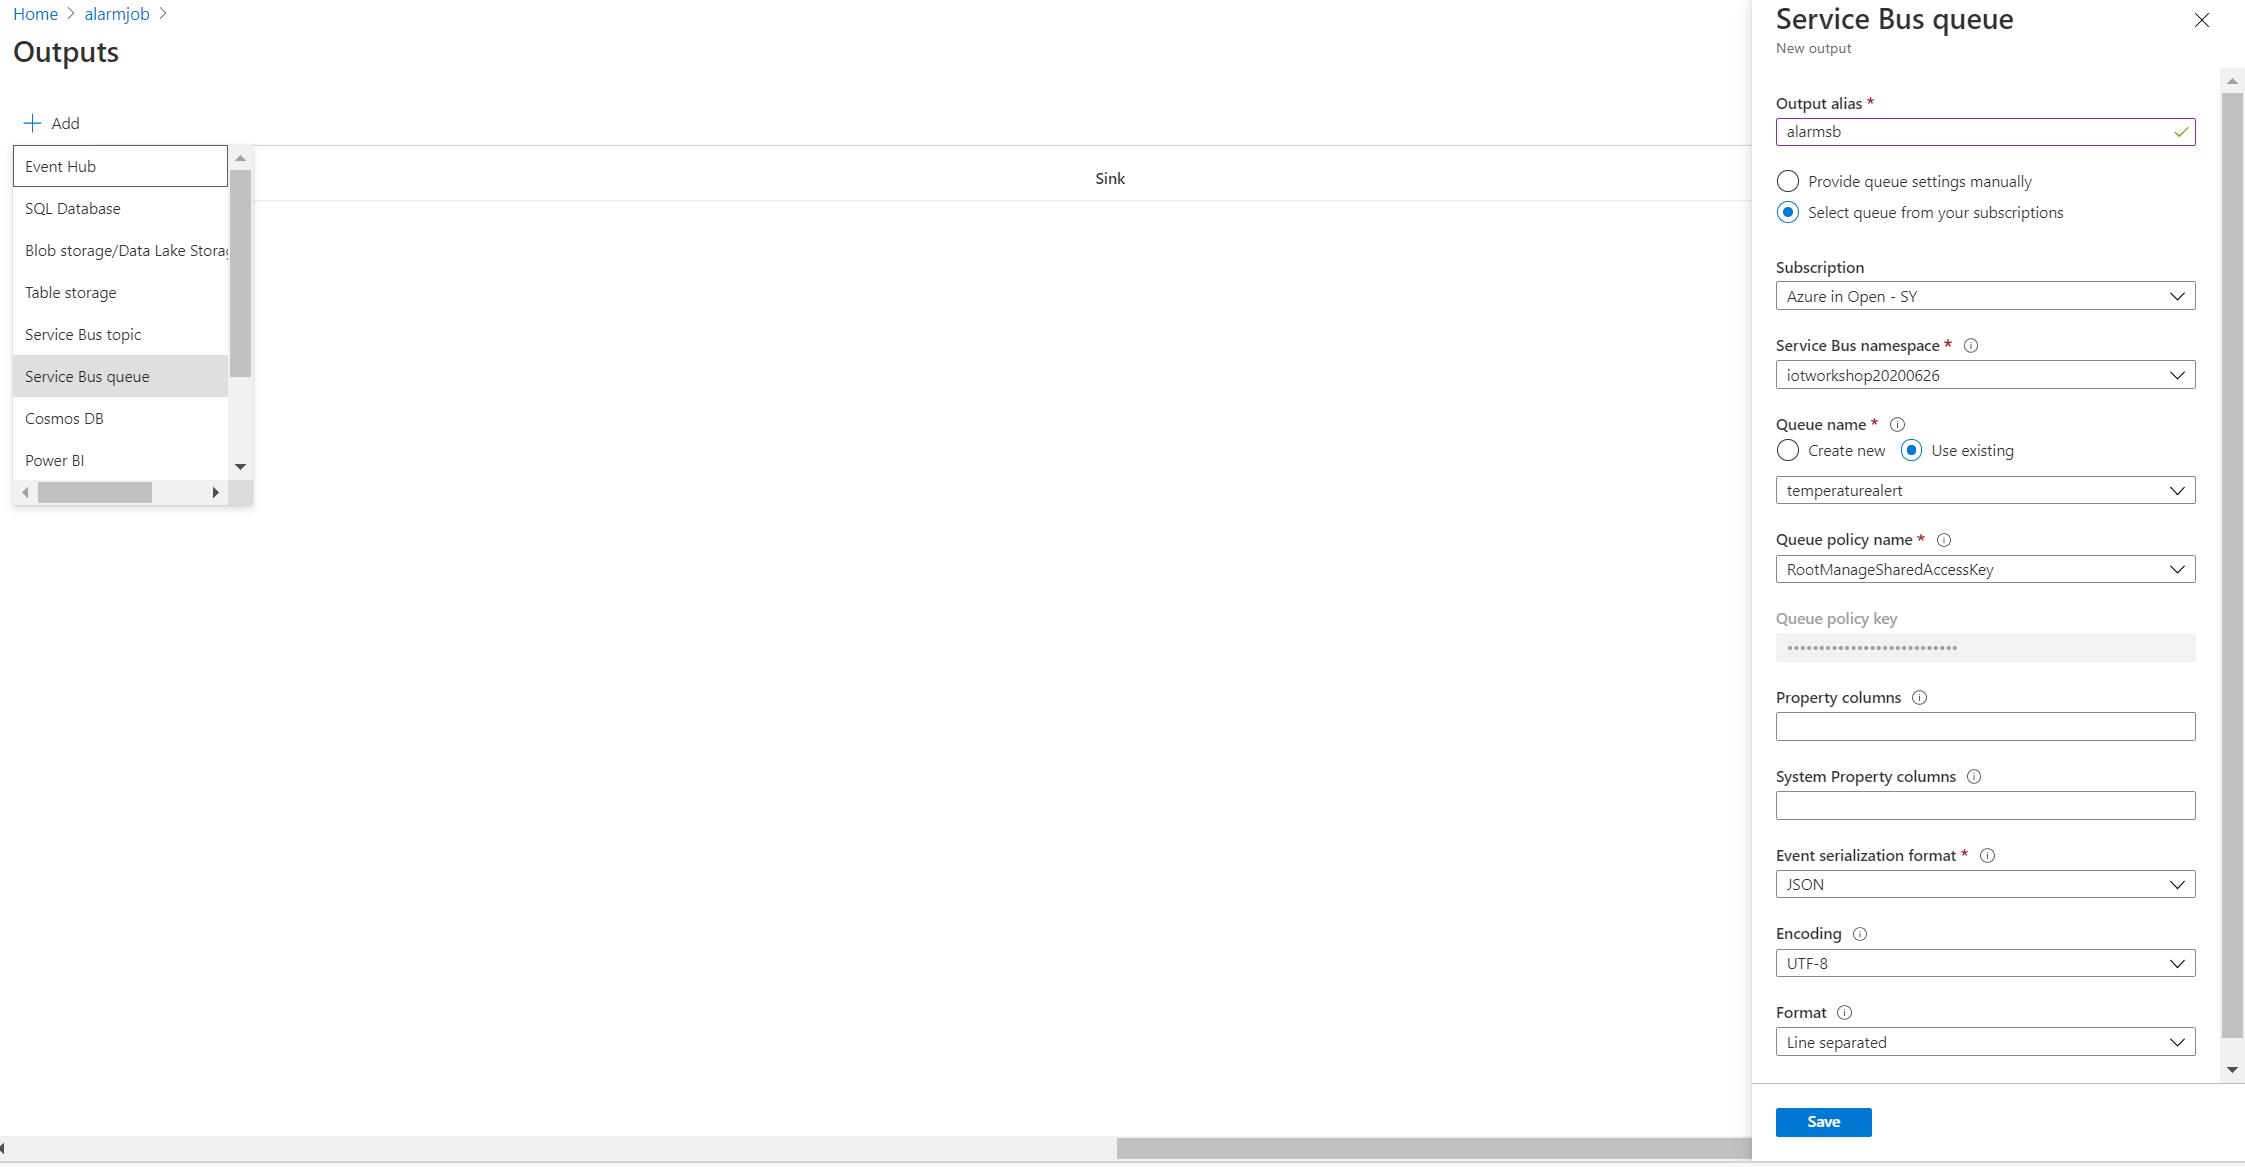 Home > alarmjob >
Outputs
Add
Event Hub
SQL Database
Blob storage/Data Lake Storag
Table storage
Service Bus topic
Service Bus queue
Cosmos DB
Power BI
Sink
Service Bus queue
New output
Output alias *
alarmsb
Provide queue settings manually
Select queue from your subscriptions
Subscription
Azure in Open - SY
Service Bus namespace *
iotworkshop20200626
Queue name *
Create new Use existing
temperaturealert
Queue policy name *
RootManageSharedAccessKey
Queue policy key
•••••••••••••••••••••••••••
Property columns
System Property columns
Event serialization format *
JSON
Encoding
UTF-8
Format
Line separated
Save